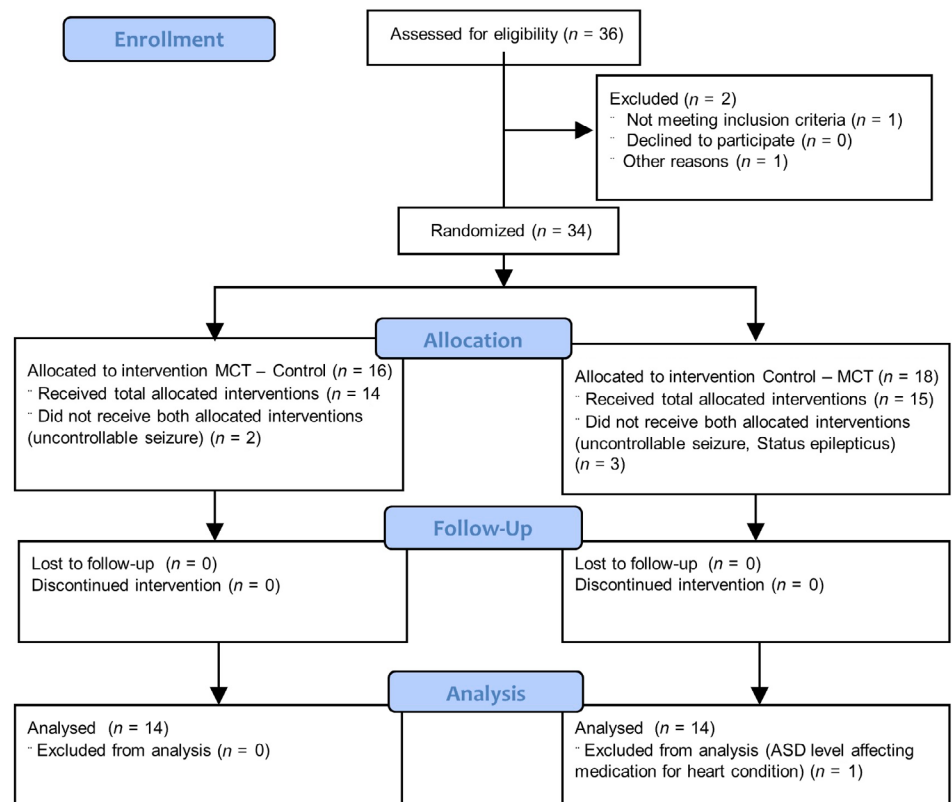 Enrollment
Assessed for eligibility (n = 36)
Excluded (n = 2)
¨ Not meeting inclusion criteria (n = 1)
¨ Declined to participate (n = 0)
¨ Other reasons (n = 1)
Randomized (n = 34)
Allocation
Allocated to intervention MCT – Control (n = 16)
¨ Received total allocated interventions (n = 14
¨ Did not receive both allocated interventions
(uncontrollable seizure) (n = 2)
Allocated to intervention Control – MCT (n = 18)
¨ Received total allocated interventions (n = 15)
¨ Did not receive both allocated interventions
(uncontrollable seizure, Status epilepticus)
(n = 3)
Follow-Up
Lost to follow-up (n = 0)
Discontinued intervention (n = 0)
Lost to follow-up (n = 0)
Discontinued intervention (n = 0)
Analysis
Analysed (n = 14)
¨ Excluded from analysis (n = 0)
Analysed (n = 14)
¨ Excluded from analysis (ASD level affecting
medication for heart condition) (n = 1)